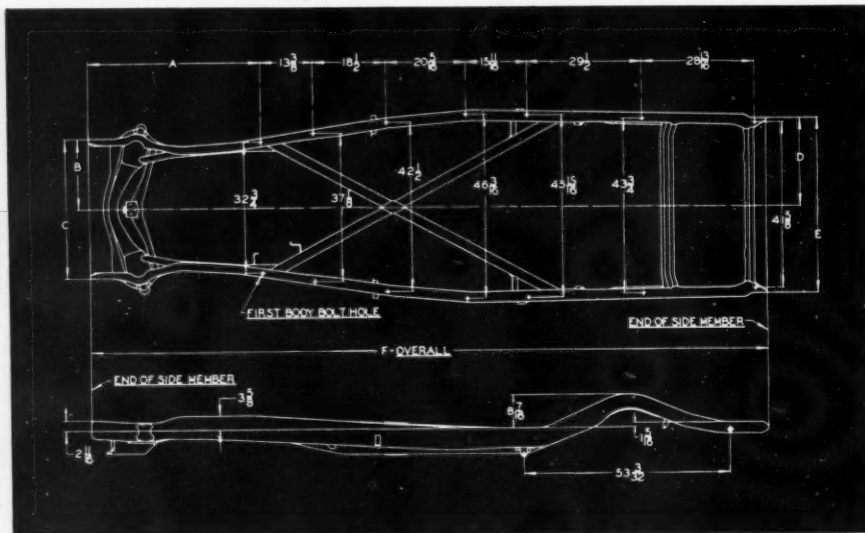 A
13 3/8
18 1/2
20 5/16
15 11/16
29 1/2
28 13/16
B
C
32 3/4
37 1/8
42 1/2
46 3/16
45 15/16
43 3/4
41 5/8
D
E
FIRST BODY BOLT HOLE
END OF SIDE MEMBER
F-OVERALL
END OF SIDE MEMBER
3 5/8
8 7/16
2 11/16
1 5/16
53 3/32